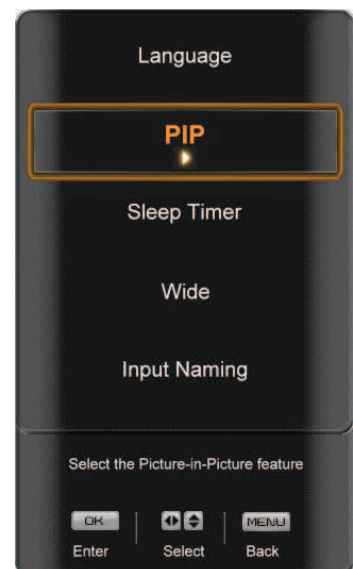 Language
PIP
Sleep Timer
Wide
Input Naming
Select the Picture-in-Picture feature
OK
MENU
Enter
Select
Back